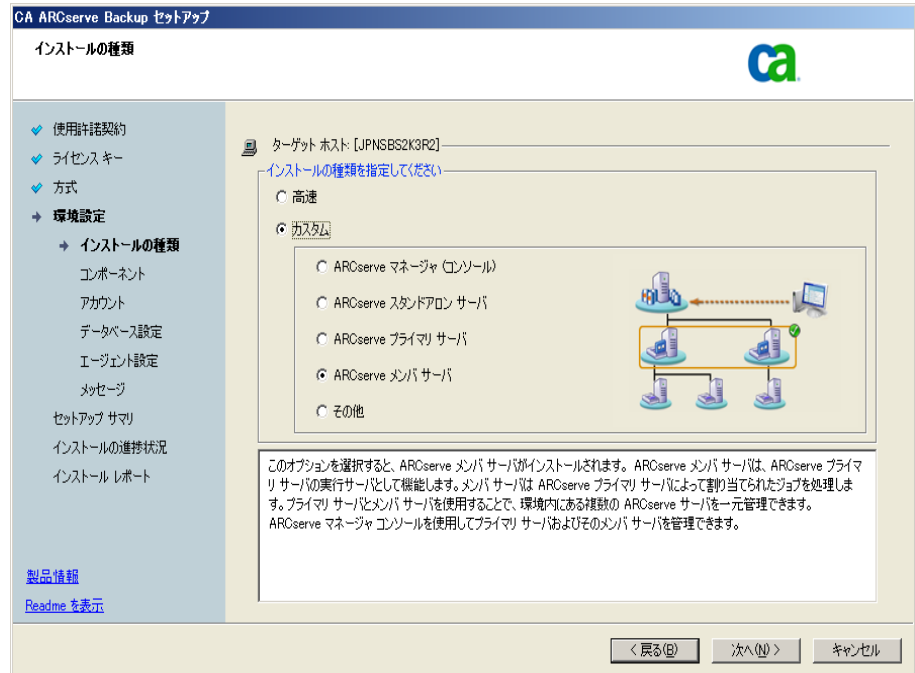 CA ARCserve Backup セットアップ
インストールの種類
ca
使用許諾契約
ライセンス キー
方式
環境設定
インストールの種類
コンポーネント
アカウント
データベース設定
エージェント設定
メッセージ
セットアップ サマリ
インストールの進捗状況
インストール レポート
製品情報
Readme を表示
ターゲット ホスト: [JPNSBS2K3R2]
インストールの種類を指定してください
高速
カスタム
ARCserve マネージャ (コンソール)
ARCserve スタンドアロン サーバ
ARCserve プライマリ サーバ
ARCserve メンバ サーバ
その他
このオプションを選択すると、ARCserve メンバ サーバがインストールされます。 ARCserve メンバ サーバは、ARCserve プライマ
リ サーバの実行サーバとして機能します。メンバ サーバは ARCserve プライマリ サーバによって割り当てられたジョブを処理しま
す。プライマリ サーバとメンバ サーバを使用することで、環境内にある複数の ARCserve サーバを一元管理できます。
ARCserve マネージャ コンソールを使用してプライマリ サーバおよびそのメンバ サーバを管理できます。
< 戻る(B)
次へ(N) >
キャンセル